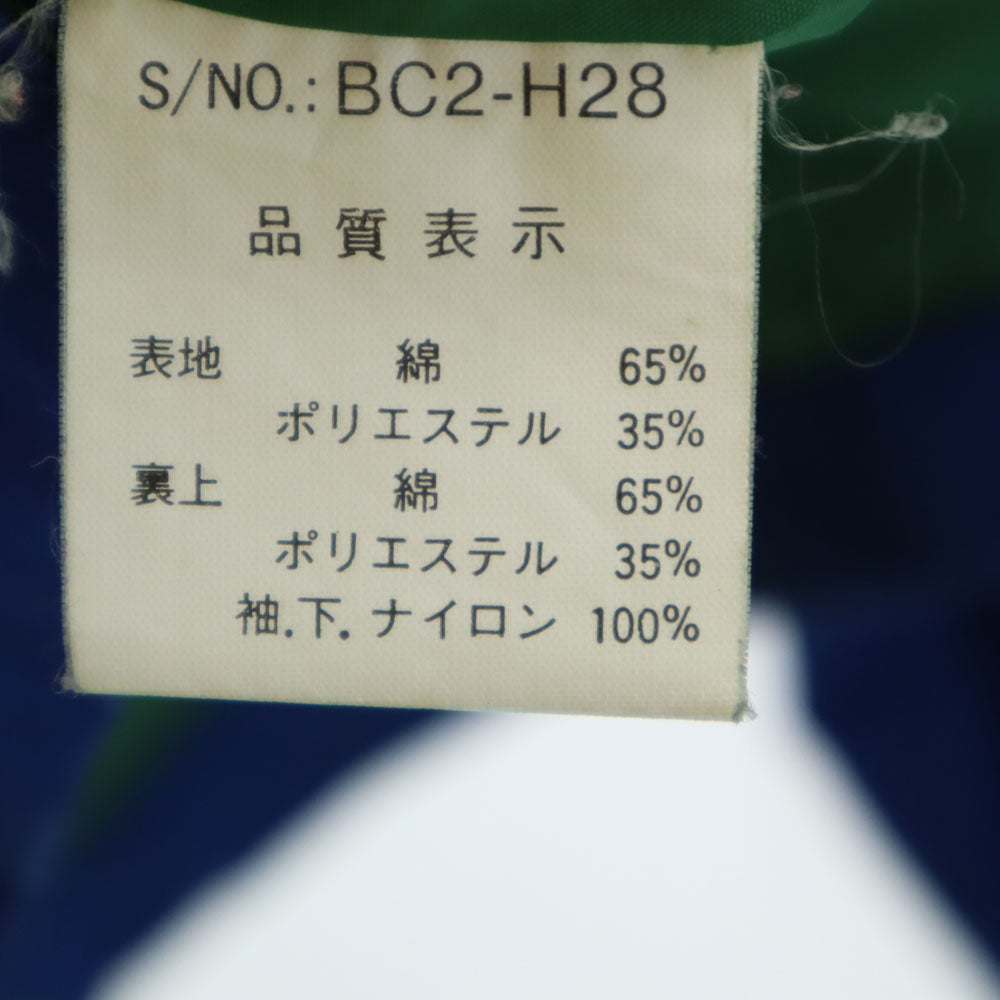 S/NO.: BC2-H28
品質表示
表地 綿 65%
ポリエステル 35%
裏上 綿 65%
ポリエステル 35%
袖.下. ナイロン 100%